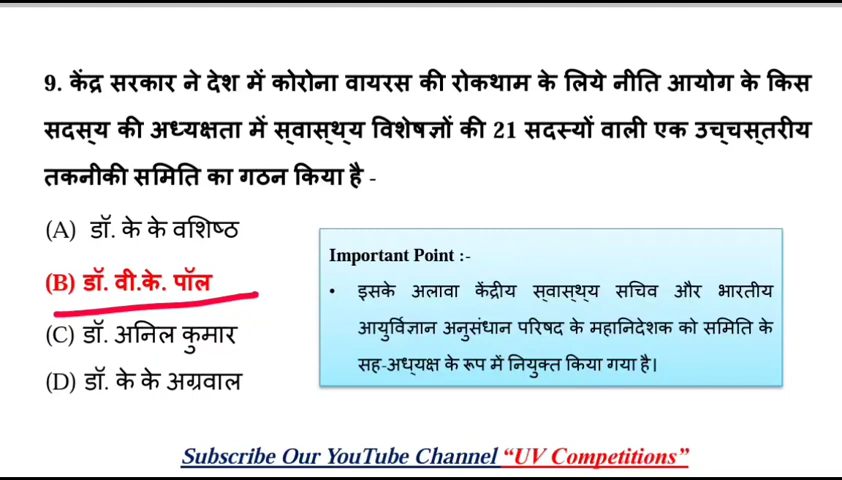 9. केंद्र सरकार ने देश में कोरोना वायरस की रोकथाम के लिये नीति आयोग के किस
सदस्य की अध्यक्षता में स्वास्थ्य विशेषज्ञों की 21 सदस्यों वाली एक उच्चस्तरीय
तकनीकी समिति का गठन किया है -
(A) डॉ. के के वशिष्ठ
(B) डॉ. वी.के. पॉल
(C) डॉ. अनिल कुमार
(D) डॉ. के के अग्रवाल
Important Point :-
• इसके अलावा केंद्रीय स्वास्थ्य सचिव और भारतीय
आयुर्विज्ञान अनुसंधान परिषद के महानिदेशक को समिति के
सह-अध्यक्ष के रूप में नियुक्त किया गया है।
Subscribe Our YouTube Channel “UV Competitions”